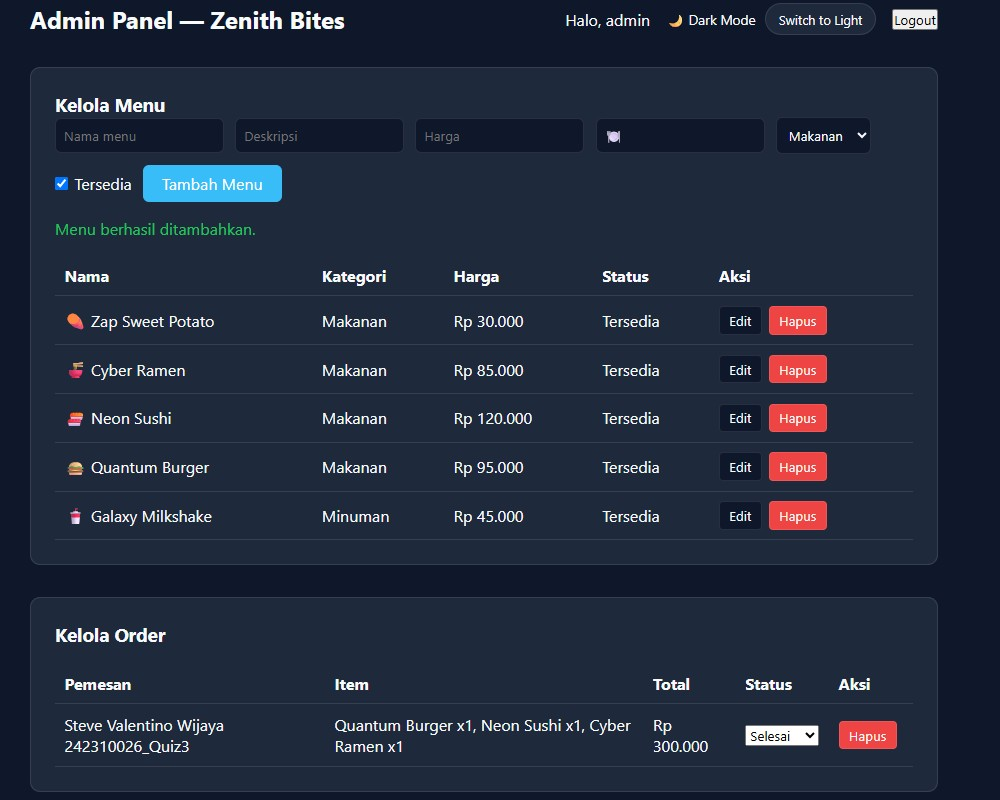 Admin Panel — Zenith Bites
Halo, admin 🌙 Dark Mode Switch to Light Logout
Kelola Menu
Nama menu Deskripsi Harga 🍽️ Makanan
Tersedia Tambah Menu
Menu berhasil ditambahkan.
Nama Kategori Harga Status Aksi
🍠 Zap Sweet Potato Makanan Rp 30.000 Tersedia Edit Hapus
🍜 Cyber Ramen Makanan Rp 85.000 Tersedia Edit Hapus
🍣 Neon Sushi Makanan Rp 120.000 Tersedia Edit Hapus
🍔 Quantum Burger Makanan Rp 95.000 Tersedia Edit Hapus
🥤 Galaxy Milkshake Minuman Rp 45.000 Tersedia Edit Hapus
Kelola Order
Pemesan Item Total Status Aksi
Steve Valentino Wijaya
242310026_Quiz3
Quantum Burger x1, Neon Sushi x1, Cyber
Ramen x1
Rp
300.000
Selesai
Hapus